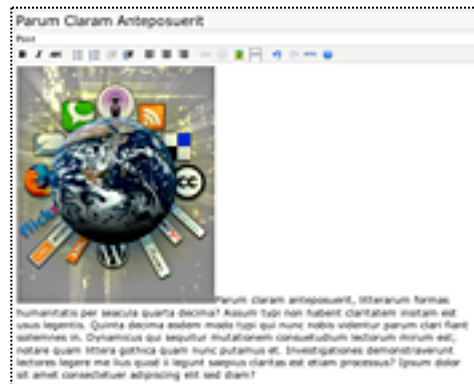 Parum Claram Anteposuerit
Post
flickr
cc
Parum claram anteposuerit, litterarum formas
humanitatis per seacula quarta decima? Assum typi non habent claritatem insitam est
usus legentis. Quinta decima eodem modo typi qui nunc nobis videntur parum clari fiant
sollemnes in. Dynamicus qui sequitur mutationem consuetudium lectorum mirum est;
notare quam littera gothica quam nunc putamus et. Investigationes demonstraverunt
lectores legere me lius quod ii legunt saepius claritas est etiam processus? Ipsum dolor
sit amet consectetuer adipiscing elit sed diam?